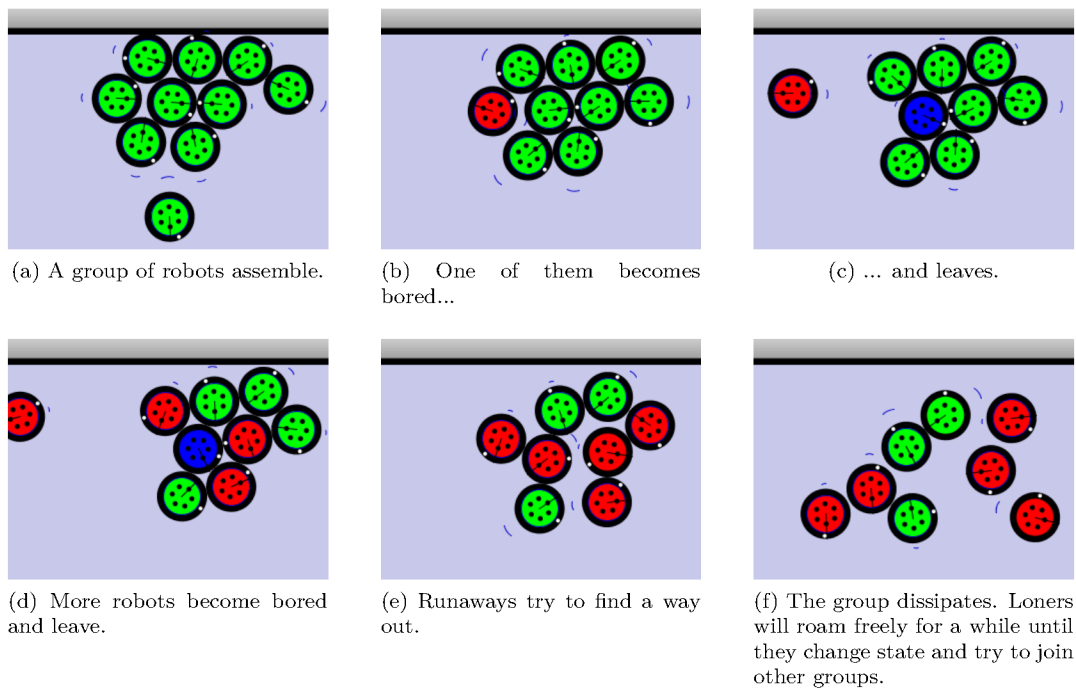 (a) A group of robots assemble.
(b) One of them becomes
bored...
(c) ... and leaves.
(d) More robots become bored
and leave.
(e) Runaways try to find a way
out.
(f) The group dissipates. Loners
will roam freely for a while until
they change state and try to join
other groups.